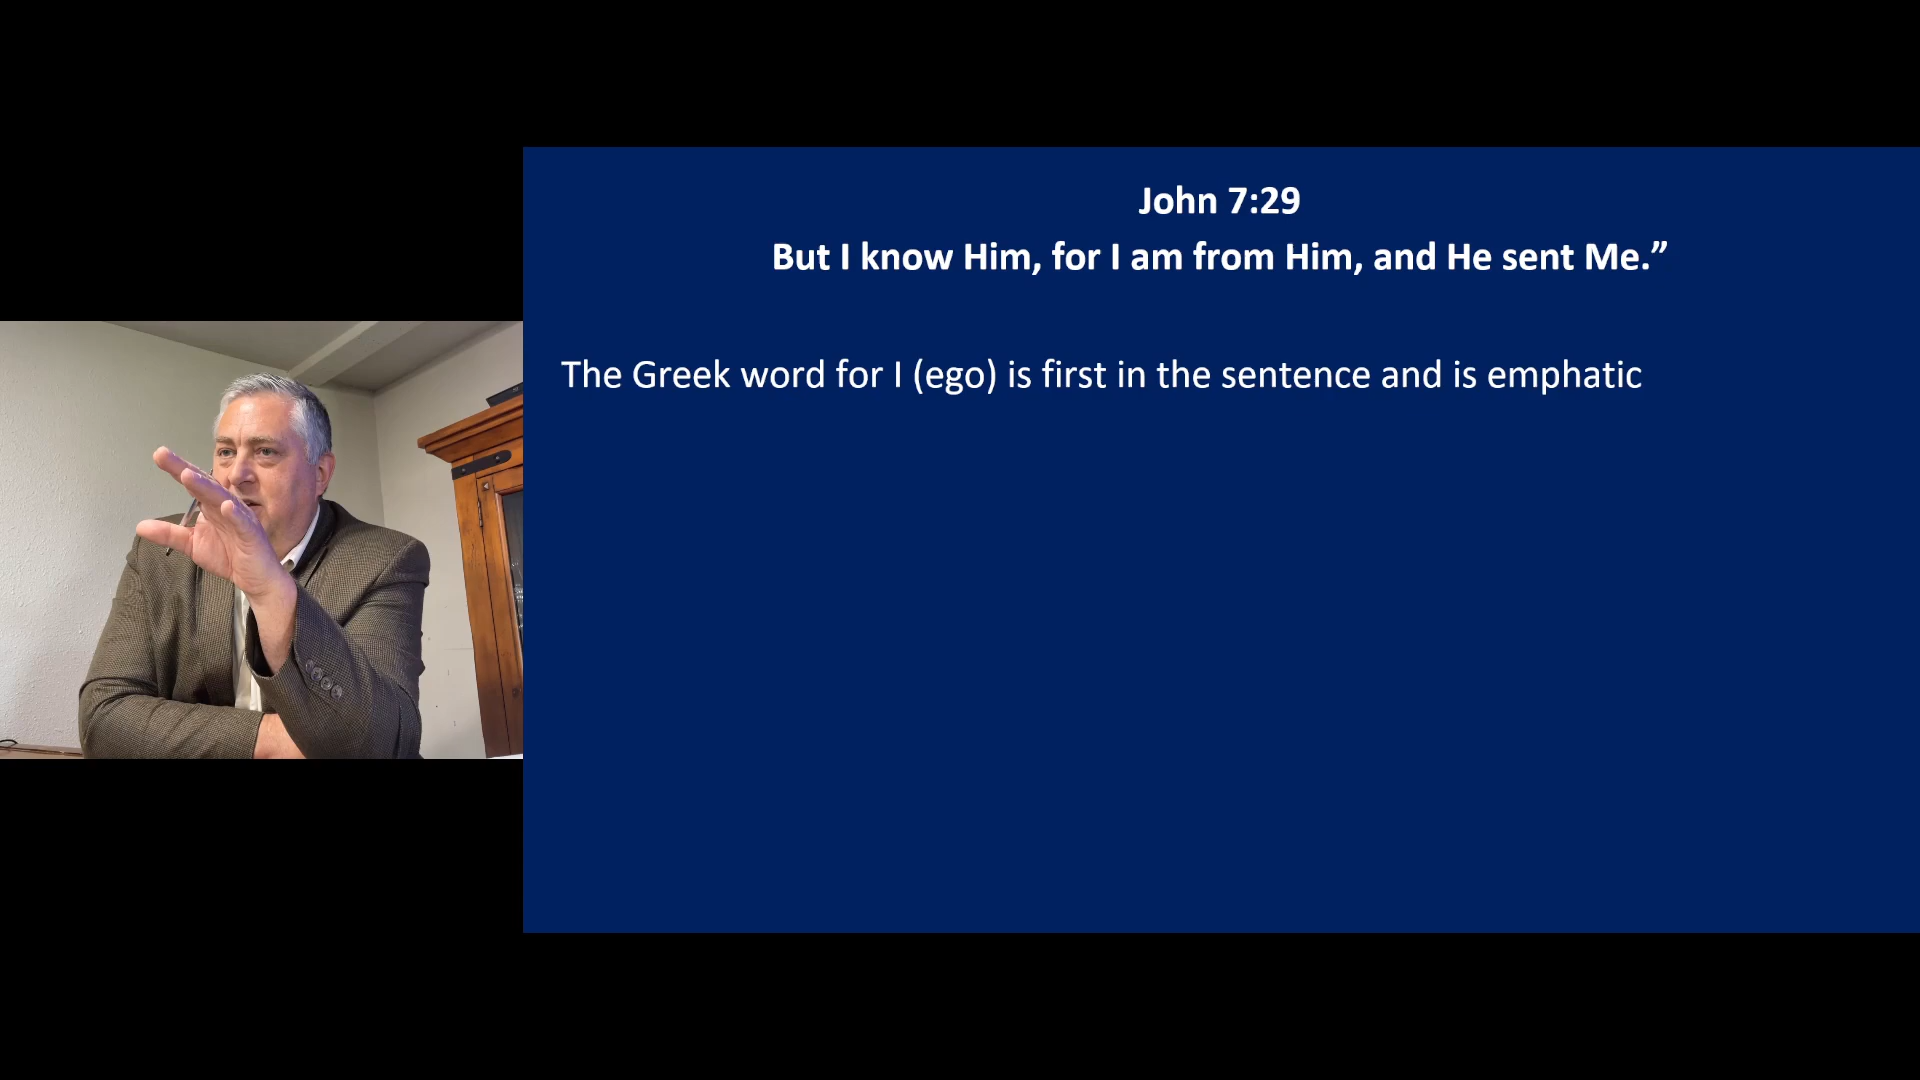 John 7:29
But I know Him, for I am from Him, and He sent Me.”
The Greek word for I (ego) is first in the sentence and is emphatic